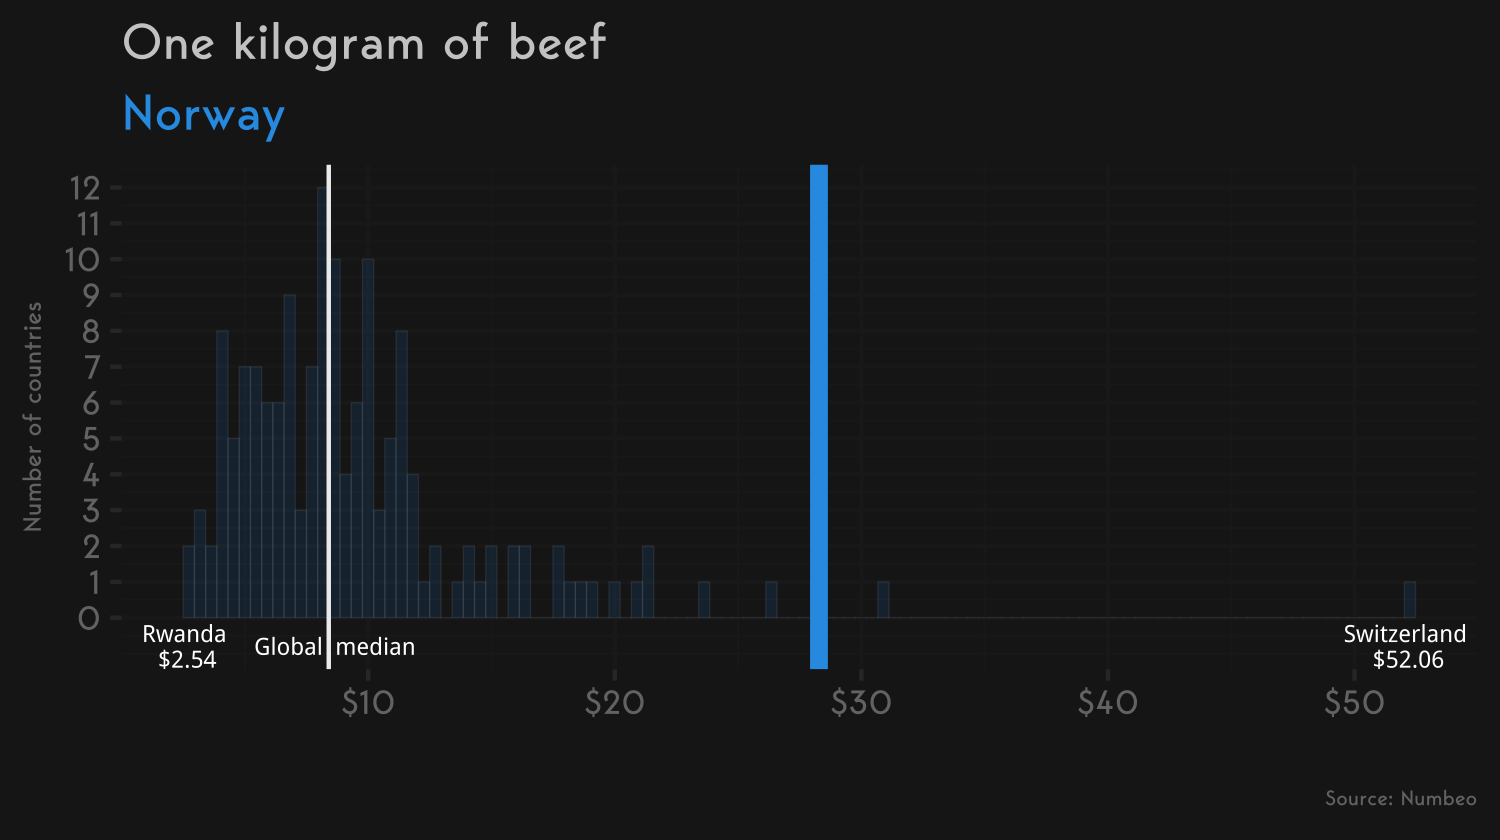 One kilogram of beef
Norway
Number of countries
12
11
10
9
8
7
6
5
4
3
2
1
0
Rwanda
$2.54
Global median
Switzerland
$52.06
$10 $20 $30 $40 $50
Source: Numbeo